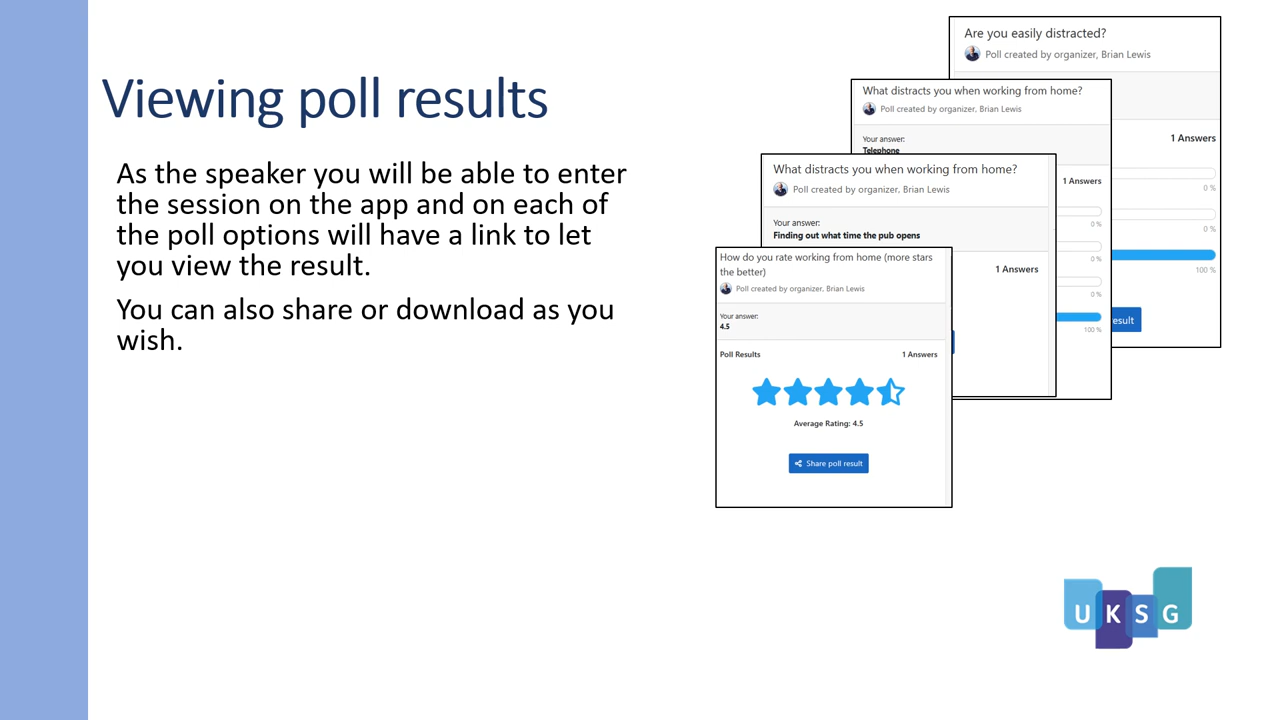 Viewing poll results
As the speaker you will be able to enter
the session on the app and on each of
the poll options will have a link to let
you view the result.
You can also share or download as you
wish.
Are you easily distracted?
Poll created by organizer, Brian Lewis
1 Answers
0 %
0 %
100 %
esult
What distracts you when working from home?
Poll created by organizer, Brian Lewis
Your answer:
Telephone
1 Answers
0 %
0 %
0 %
100 %
What distracts you when working from home?
Poll created by organizer, Brian Lewis
Your answer:
Finding out what time the pub opens
1 Answers
How do you rate working from home (more stars
the better)
Poll created by organizer, Brian Lewis
Your answer:
4.5
Poll Results 1 Answers
Average Rating: 4.5
Share poll result
UKSG